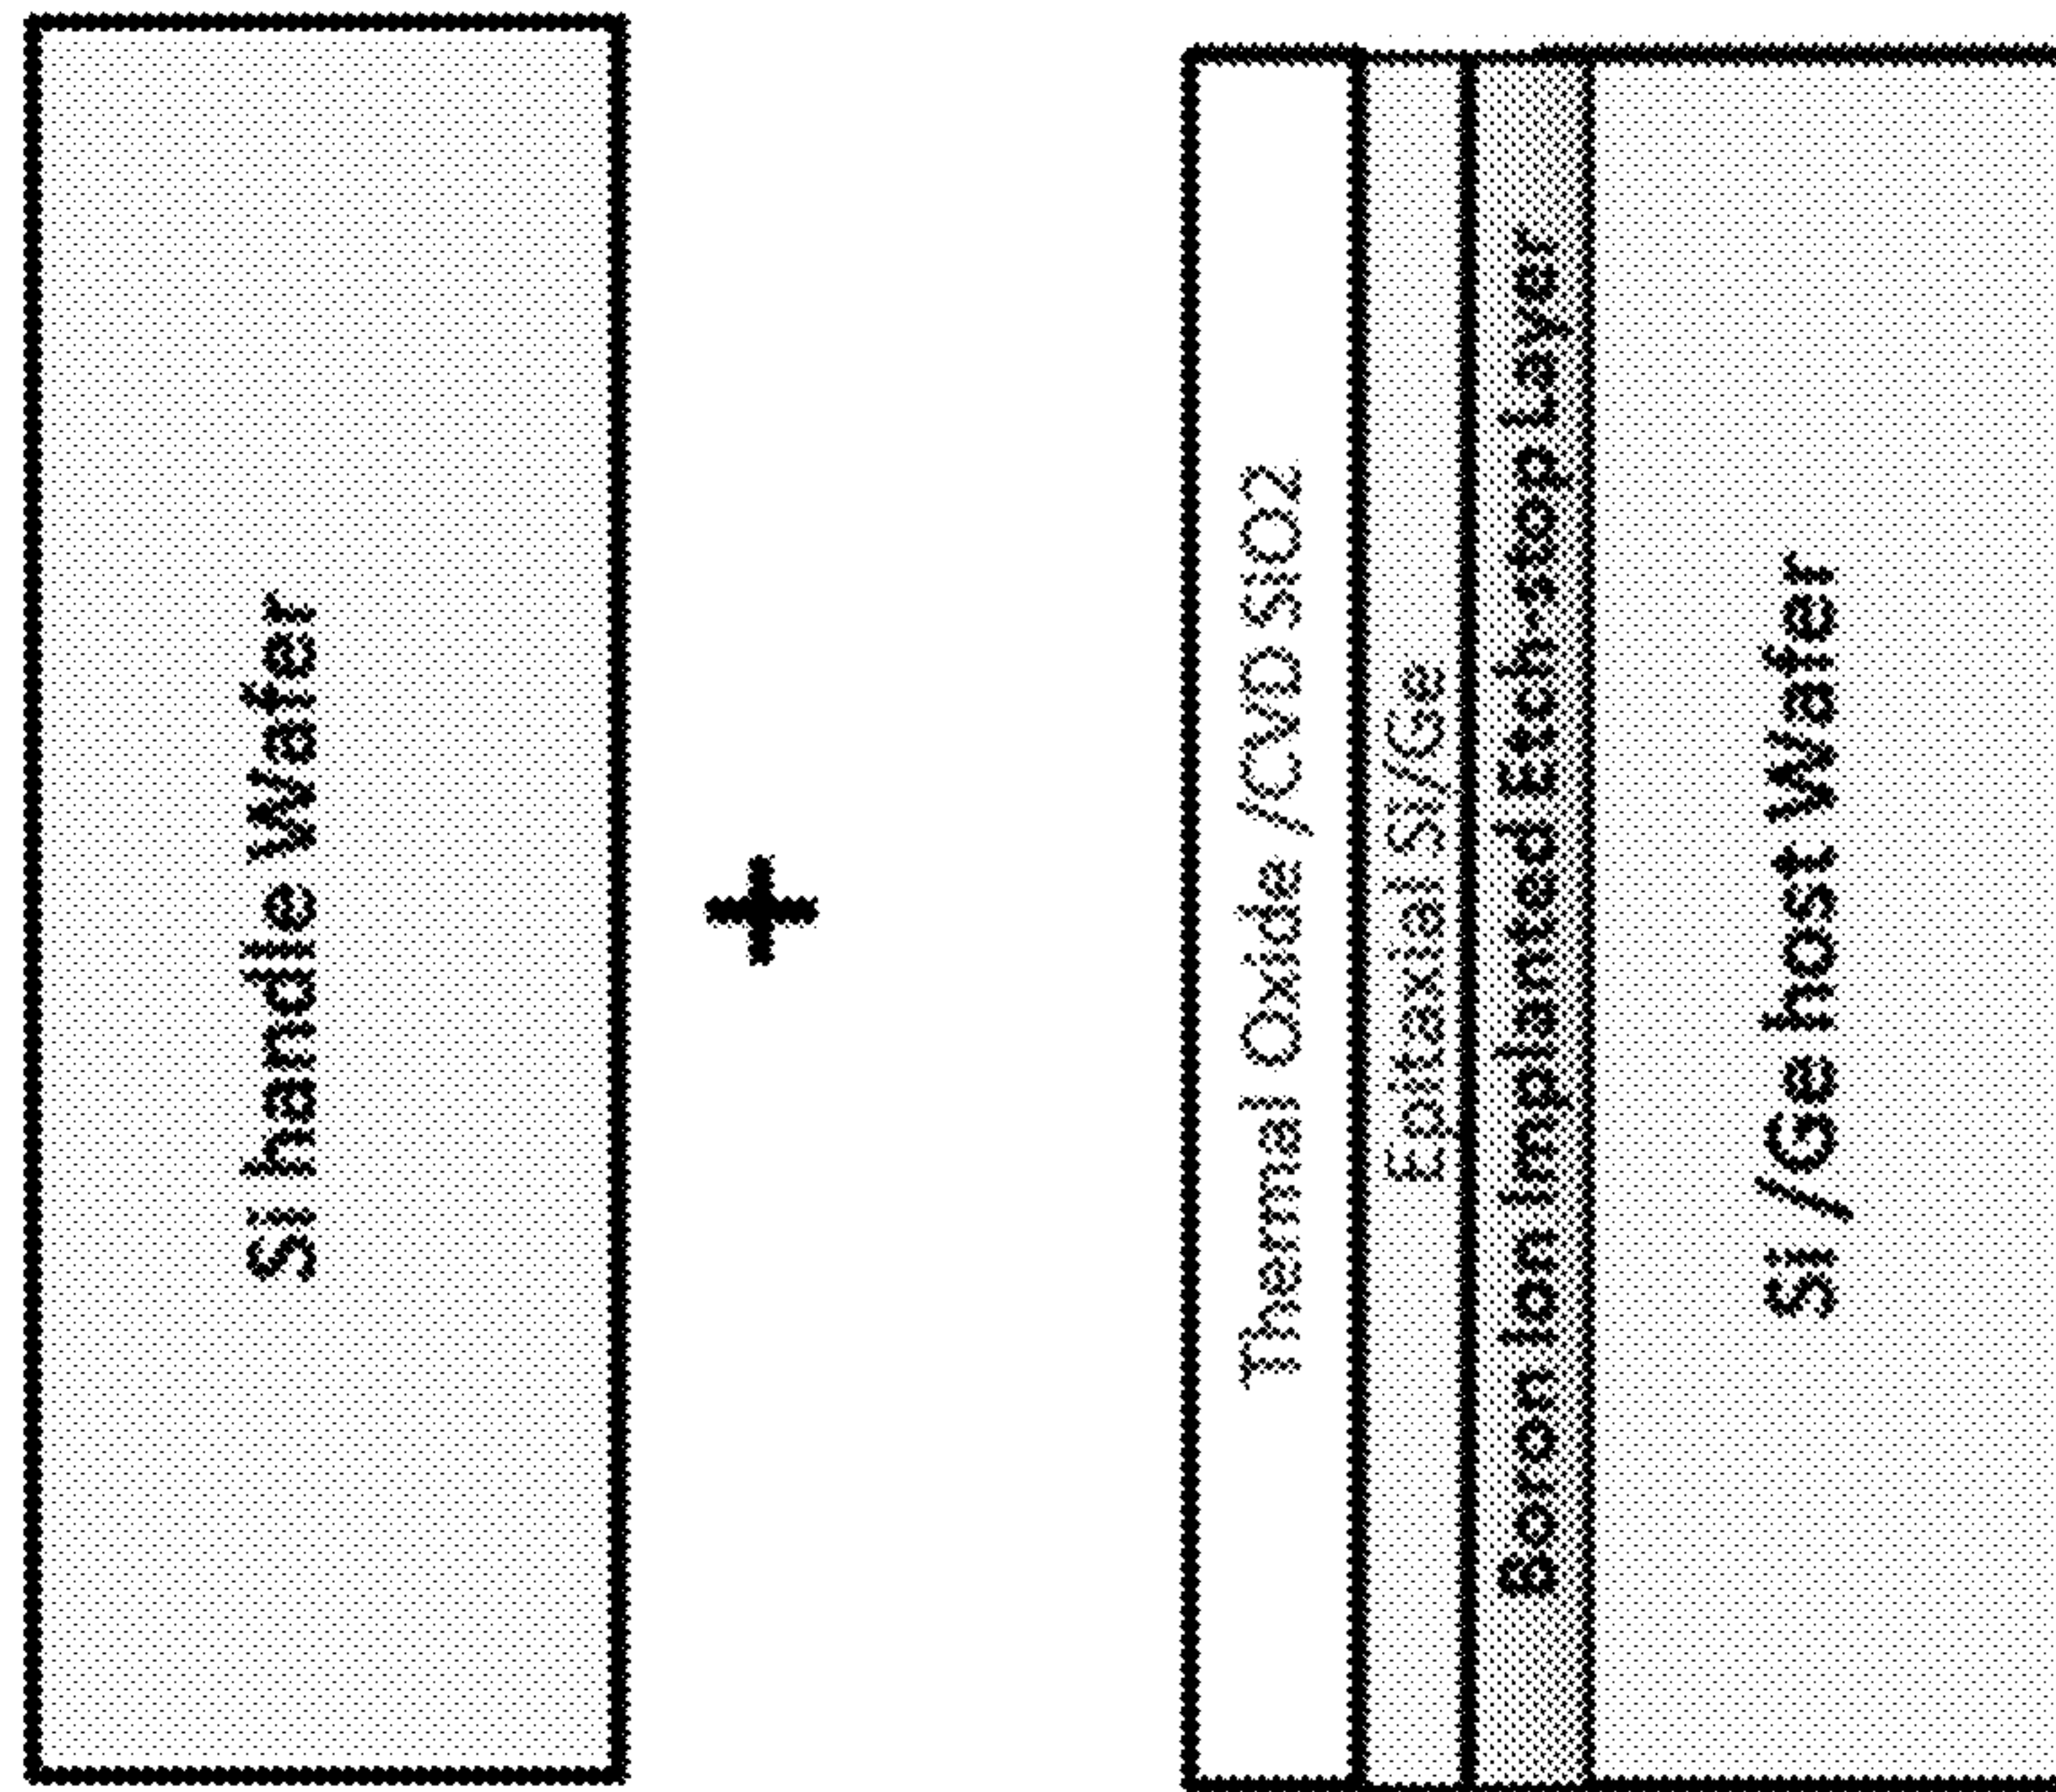 Si handle Wafer
+
Thermal Oxide /CVD SiO2
Epitaxial Si/Ge
Boron Ion Implanted Etch-stop Layer
Si /Ge host Wafer